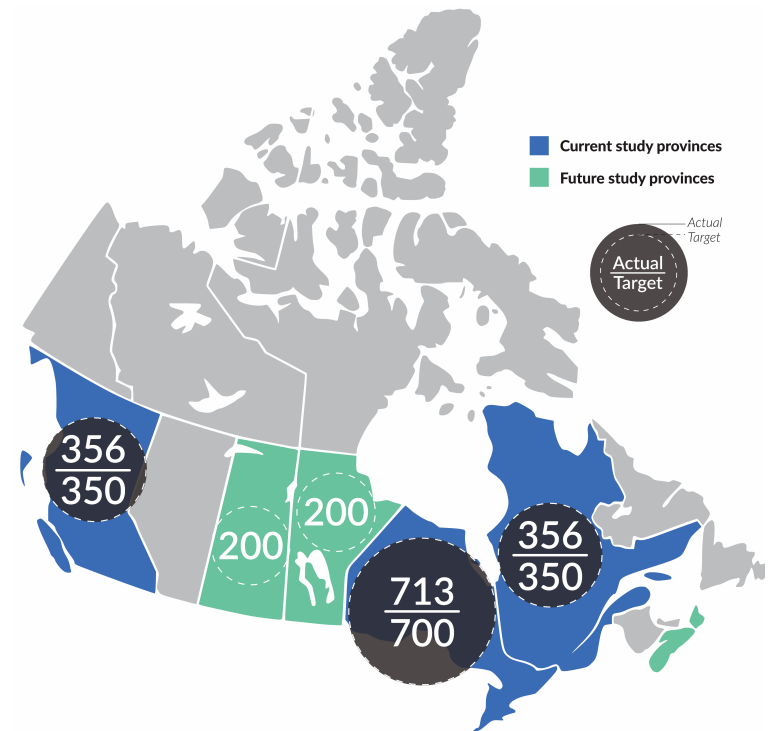 Current study provinces
Future study provinces
Actual
Target
Actual
Target
356
350
200
200
356
350
713
700